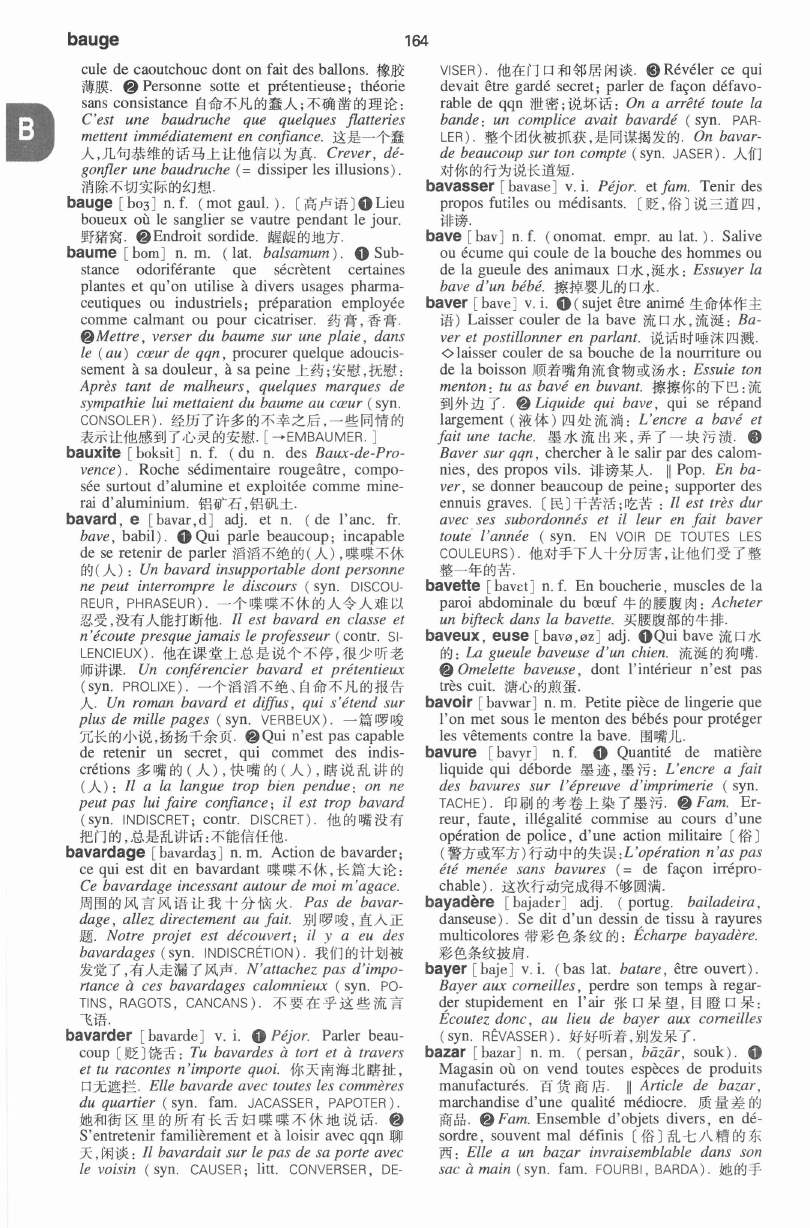 bauge
164
B
cule de caoutchouc dont on fait des ballons. 橡胶
薄膜. ❷ Personne sotte et prétentieuse; théorie
sans consistance 自命不凡的蠢人;不确凿的理论:
C'est une baudruche que quelques flatteries
mettent immédiatement en confiance. 这是一个蠢
人,几句恭维的话马上让他信以为真. Crever, dé-
gonfler une baudruche (= dissiper les illusions).
消除不切实际的幻想.
bauge [boʒ] n. f. (mot gaul.). 〔高卢语〕❶ Lieu
boueux où le sanglier se vautre pendant le jour.
野猪窝. ❷ Endroit sordide. 龌龊的地方.
baume [bom] n. m. (lat. balsamum). ❶ Sub-
stance odoriférante que sécrètent certaines
plantes et qu'on utilise à divers usages pharma-
ceutiques ou industriels; préparation employée
comme calmant ou pour cicatriser. 药膏,香膏.
❷ Mettre, verser du baume sur une plaie, dans
le (au) cœur de qqn, procurer quelque adoucis-
sement à sa douleur, à sa peine 上药;安慰,抚慰:
Après tant de malheurs, quelques marques de
sympathie lui mettaient du baume au cœur (syn.
CONSOLER). 经历了许多的不幸之后,一些同情的
表示让他感到了心灵的安慰. [→EMBAUMER.]
bauxite [boksit] n. f. (du n. des Baux-de-Pro-
vence). Roche sédimentaire rougeâtre, compo-
sée surtout d'alumine et exploitée comme mine-
rai d'aluminium. 铝矿石,铝矾土.
bavard, e [bavar,d] adj. et n. (de l'anc. fr.
bave, babil). ❶ Qui parle beaucoup; incapable
de se retenir de parler 滔滔不绝的(人),喋喋不休
的(人): Un bavard insupportable dont personne
ne peut interrompre le discours (syn. DISCOU-
REUR, PHRASEUR). 一个喋喋不休的人令人难以
忍受,没有人能打断他. Il est bavard en classe et
n'écoute presque jamais le professeur (contr. SI-
LENCIEUX). 他在课堂上总是说个不停,很少听老
师讲课. Un conférencier bavard et prétentieux
(syn. PROLIXE). 一个滔滔不绝、自命不凡的报告
人. Un roman bavard et diffus, qui s'étend sur
plus de mille pages (syn. VERBEUX). 一篇啰唆
冗长的小说,扬扬千余页. ❷ Qui n'est pas capable
de retenir un secret, qui commet des indis-
crétions 多嘴的(人),快嘴的(人),瞎说乱讲的
(人): Il a la langue trop bien pendue: on ne
peut pas lui faire confiance; il est trop bavard
(syn. INDISCRET; contr. DISCRET). 他的嘴没有
把门的,总是乱讲话:不能信任他.
bavardage [bavardaʒ] n. m. Action de bavarder;
ce qui est dit en bavardant 喋喋不休,长篇大论:
Ce bavardage incessant autour de moi m'agace.
周围的风言风语让我十分恼火. Pas de bavar-
dage, allez directement au fait. 别啰唆,直入正
题. Notre projet est découvert; il y a eu des
bavardages (syn. INDISCRÉTION). 我们的计划被
发觉了,有人走漏了风声. N'attachez pas d'impo-
rtance à ces bavardages calomnieux (syn. PO-
TINS, RAGOTS, CANCANS). 不要在乎这些流言
飞语.
bavarder [bavarde] v. i. ❶ Péjor. Parler beau-
coup〔贬〕饶舌: Tu bavardes à tort et à travers
et tu racontes n'importe quoi. 你天南海北瞎扯,
口无遮拦. Elle bavarde avec toutes les commères
du quartier (syn. fam. JACASSER, PAPOTER).
她和街区里的所有长舌妇喋喋不休地说话. ❷
S'entretenir familièrement et à loisir avec qqn 聊
天,闲谈: Il bavardait sur le pas de sa porte avec
le voisin (syn. CAUSER; litt. CONVERSER, DE-
VISER). 他在门口和邻居闲谈. ❸ Révéler ce qui
devait être gardé secret; parler de façon défavo-
rable de qqn 泄密;说坏话: On a arrêté toute la
bande: un complice avait bavardé (syn. PAR-
LER). 整个团伙被抓获,是同谋揭发的. On bavar-
de beaucoup sur ton compte (syn. JASER). 人们
对你的行为说长道短.
bavasser [bavase] v. i. Péjor. et fam. Tenir des
propos futiles ou médisants. 〔贬,俗〕说三道四,
诽谤.
bave [bav] n. f. (onomat. empr. au lat.). Salive
ou écume qui coule de la bouche des hommes ou
de la gueule des animaux 口水,涎水: Essuyer la
bave d'un bébé. 擦掉婴儿的口水.
baver [bave] v. i. ❶ (sujet être animé 生命体作主
语) Laisser couler de la bave 流口水,流涎: Ba-
ver et postillonner en parlant. 说话时唾沫四溅.
◇ laisser couler de sa bouche de la nourriture ou
de la boisson 顺着嘴角流食物或汤水: Essuie ton
menton: tu as bavé en buvant. 擦擦你的下巴:流
到外边了. ❷ Liquide qui bave, qui se répand
largement (液体)四处流淌: L'encre a bavé et
fait une tache. 墨水流出来,弄了一块污渍. ❸
Baver sur qqn, chercher à le salir par des calom-
nies, des propos vils. 诽谤某人. ‖ Pop. En ba-
ver, se donner beaucoup de peine; supporter des
ennuis graves. 〔民〕干苦活;吃苦 : Il est très dur
avec ses subordonnés et il leur en fait baver
toute l'année (syn. EN VOIR DE TOUTES LES
COULEURS). 他对手下人十分厉害,让他们受了整
整一年的苦.
bavette [bavɛt] n. f. En boucherie, muscles de la
paroi abdominale du bœuf 牛的腰腹肉: Acheter
un bifteck dans la bavette. 买腰腹部的牛排.
baveux, euse [bavø,øz] adj. ❶ Qui bave 流口水
的: La gueule baveuse d'un chien. 流涎的狗嘴.
❷ Omelette baveuse, dont l'intérieur n'est pas
très cuit. 溏心的煎蛋.
bavoir [bavwar] n. m. Petite pièce de lingerie que
l'on met sous le menton des bébés pour protéger
les vêtements contre la bave. 围嘴儿.
bavure [bavyr] n. f. ❶ Quantité de matière
liquide qui déborde 墨迹,墨污: L'encre a fait
des bavures sur l'épreuve d'imprimerie (syn.
TACHE). 印刷的考卷上染了墨污. ❷ Fam. Er-
reur, faute, illégalité commise au cours d'une
opération de police, d'une action militaire〔俗〕
(警方或军方)行动中的失误:L'opération n'as pas
été menée sans bavures (= de façon irrépro-
chable). 这次行动完成得不够圆满.
bayadère [bajader] adj. (portug. bailadeira,
danseuse). Se dit d'un dessin de tissu à rayures
multicolores 带彩色条纹的: Écharpe bayadère.
彩色条纹披肩.
bayer [baje] v. i. (bas lat. batare, être ouvert).
Bayer aux corneilles, perdre son temps à regar-
der stupidement en l'air 张口呆望,目瞪口呆:
Écoutez donc, au lieu de bayer aux corneilles
(syn. RÊVASSER). 好好听着,别发呆了.
bazar [bazar] n. m. (persan, bāzār, souk). ❶
Magasin où on vend toutes espèces de produits
manufacturés. 百货商店. ‖ Article de bazar,
marchandise d'une qualité médiocre. 质量差的
商品. ❷ Fam. Ensemble d'objets divers, en dé-
sordre, souvent mal définis〔俗〕乱七八糟的东
西: Elle a un bazar invraisemblable dans son
sac à main (syn. fam. FOURBI, BARDA). 她的手